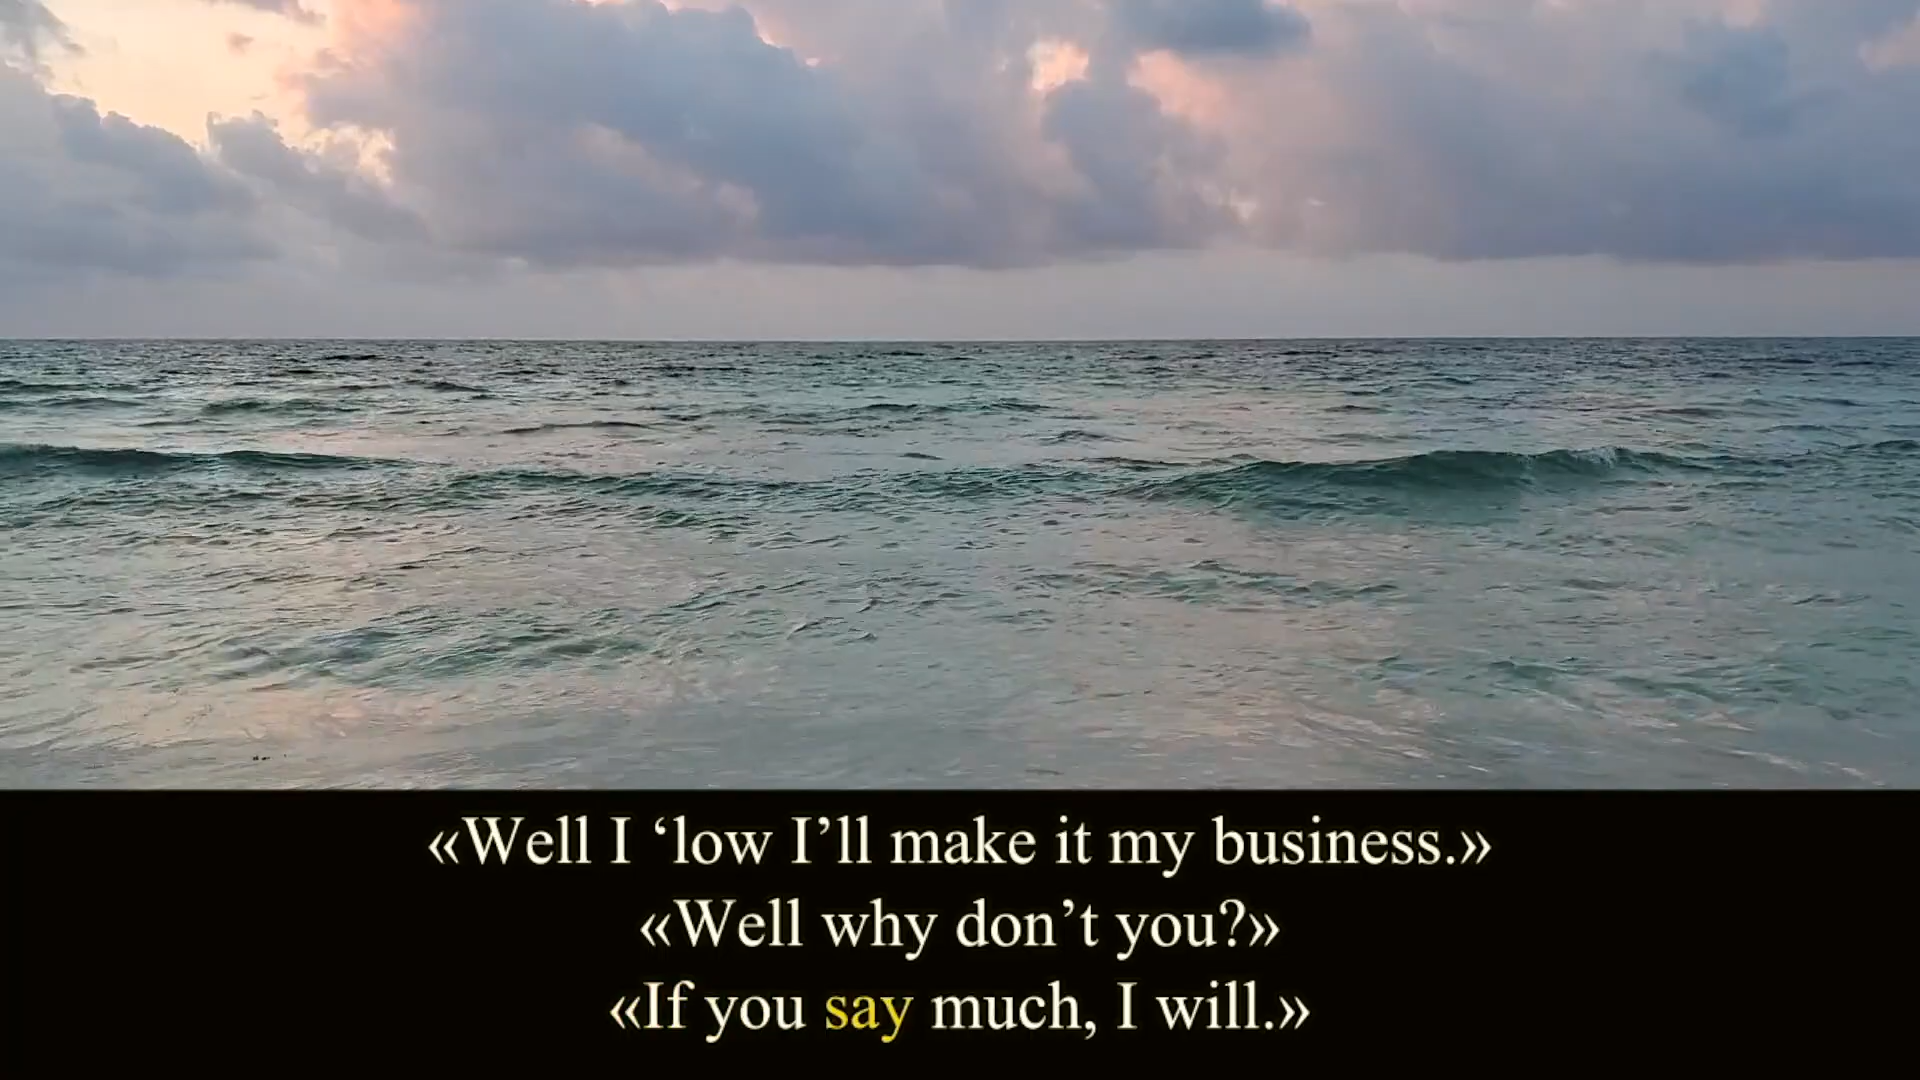 «Well I ‘low I’ll make it my business.»
«Well why don’t you?»
«If you say much, I will.»